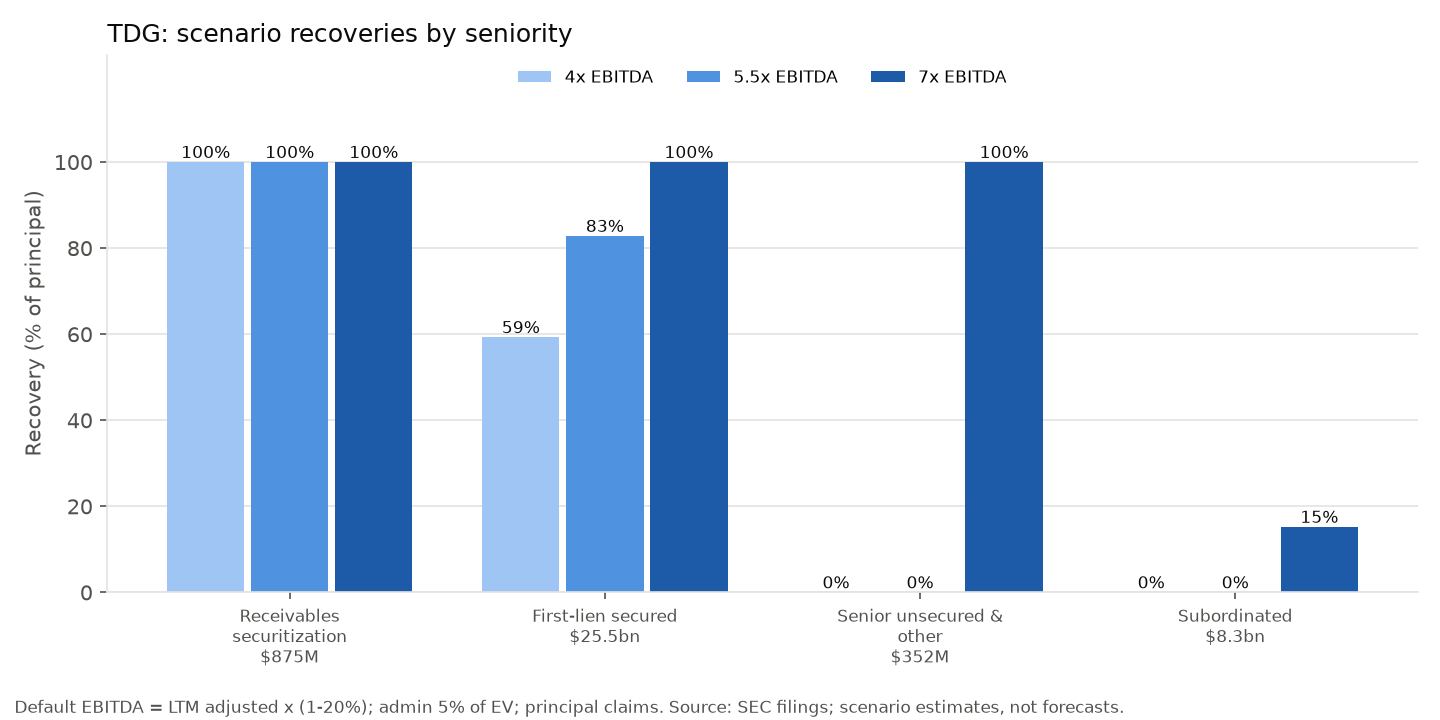 TDG: scenario recoveries by seniority
4x EBITDA
5.5x EBITDA
7x EBITDA
Recovery (% of principal)
100
80
60
40
20
0
100%
100%
100%
59%
83%
100%
0%
0%
100%
0%
0%
15%
Receivables
securitization
$875M
First-lien secured
$25.5bn
Senior unsecured &
other
$352M
Subordinated
$8.3bn
Default EBITDA = LTM adjusted x (1-20%); admin 5% of EV; principal claims. Source: SEC filings; scenario estimates, not forecasts.